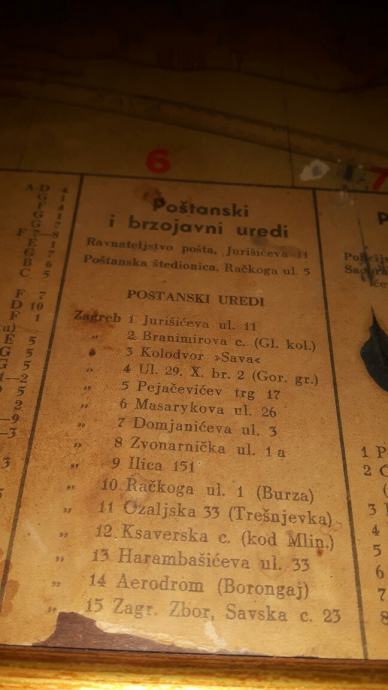 6
7
Poštanski
i brzojavni uredi
Ravnateljstvo pošta, Jurišićeva 11
Poštanska štedionica, Račkoga ul. 5
POSTANSKI UREDI
Zagreb 1 Jurišićeva ul. 11
„ 2 Branimirova c. (Gl. kol.)
„ 3 Kolodvor »Sava«
„ 4 Ul. 29. X. br. 2 (Gor. gr.)
„ 5 Pejačevićev trg 17
„ 6 Masarykova ul. 26
„ 7 Domjanićeva ul. 3
„ 8 Zvonarnička ul. 1a
„ 9 Ilica 151
„ 10 Račkoga ul. 1 (Burza)
„ 11 Ozaljska 33 (Trešnjevka)
„ 12 Ksaverska c. (kod Mlin.)
„ 13 Harambašićeva ul. 33
„ 14 Aerodrom (Borongaj)
„ 15 Zagr. Zbor, Savska c. 23